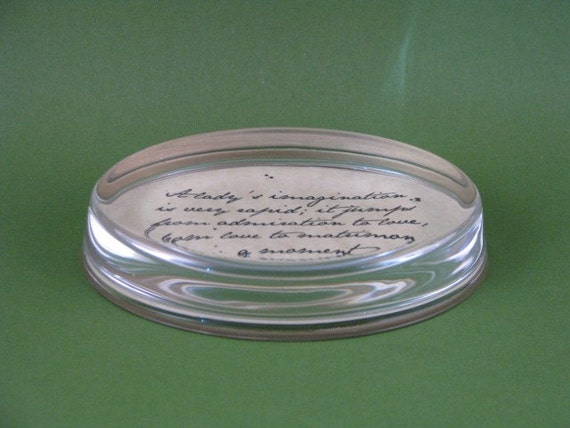 A lady's imagination
is very rapid; it jumps
from admiration to love,
from love to matrimony
a moment